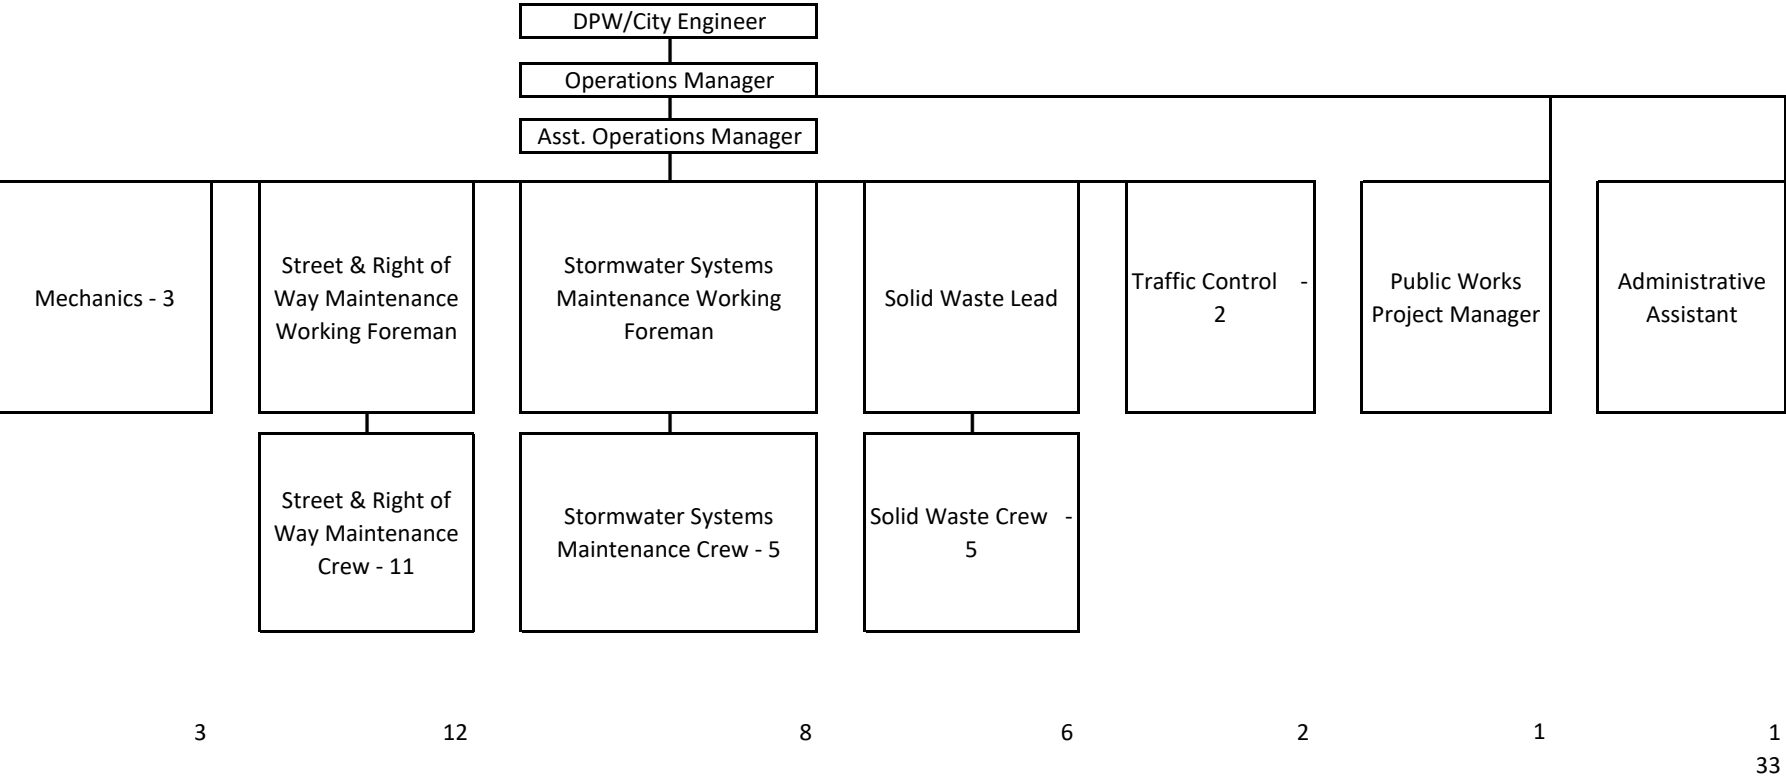 DPW/City Engineer
Operations Manager
Asst. Operations Manager
Mechanics - 3
Street & Right of
Way Maintenance
Working Foreman
Stormwater Systems
Maintenance Working
Foreman
Solid Waste Lead
Traffic Control -
2
Public Works
Project Manager
Administrative
Assistant
Street & Right of
Way Maintenance
Crew - 11
Stormwater Systems
Maintenance Crew - 5
Solid Waste Crew -
5
3 12 8 6 2 1 1
33